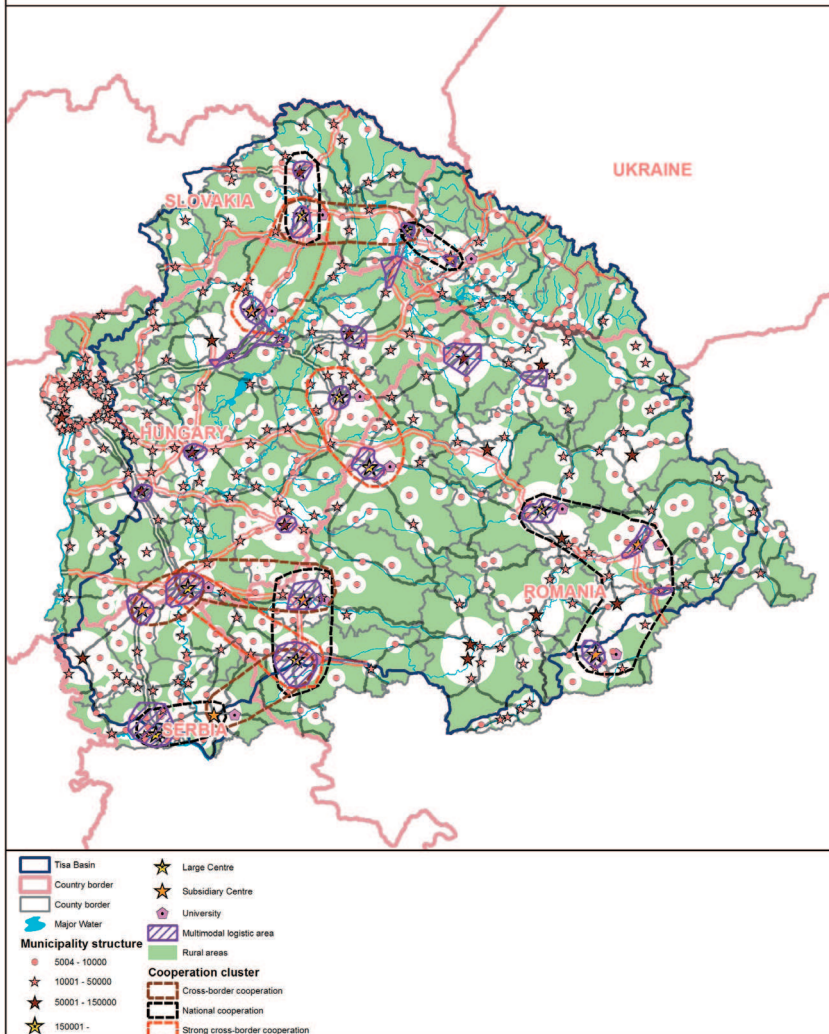 UKRAINE
SLOVAKIA
HUNGARY
ROMANIA
SERBIA
Tisa Basin
Country border
County border
Major Water
Municipality structure
5004 - 10000
10001 - 50000
50001 - 150000
150001 -
Large Centre
Subsidiary Centre
University
Multimodal logistic area
Rural areas
Cooperation cluster
Cross-border cooperation
National cooperation
Strong cross-border cooperation